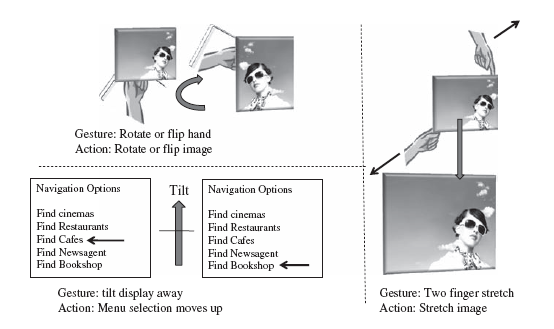 Gesture: Rotate or flip hand
Action: Rotate or flip image
Navigation Options
Find cinemas
Find Restaurants
Find Cafes
Find Newsagent
Find Bookshop
Tilt
Navigation Options
Find cinemas
Find Restaurants
Find Cafes
Find Newsagent
Find Bookshop
Gesture: tilt display away
Action: Menu selection moves up
Gesture: Two finger stretch
Action: Stretch image